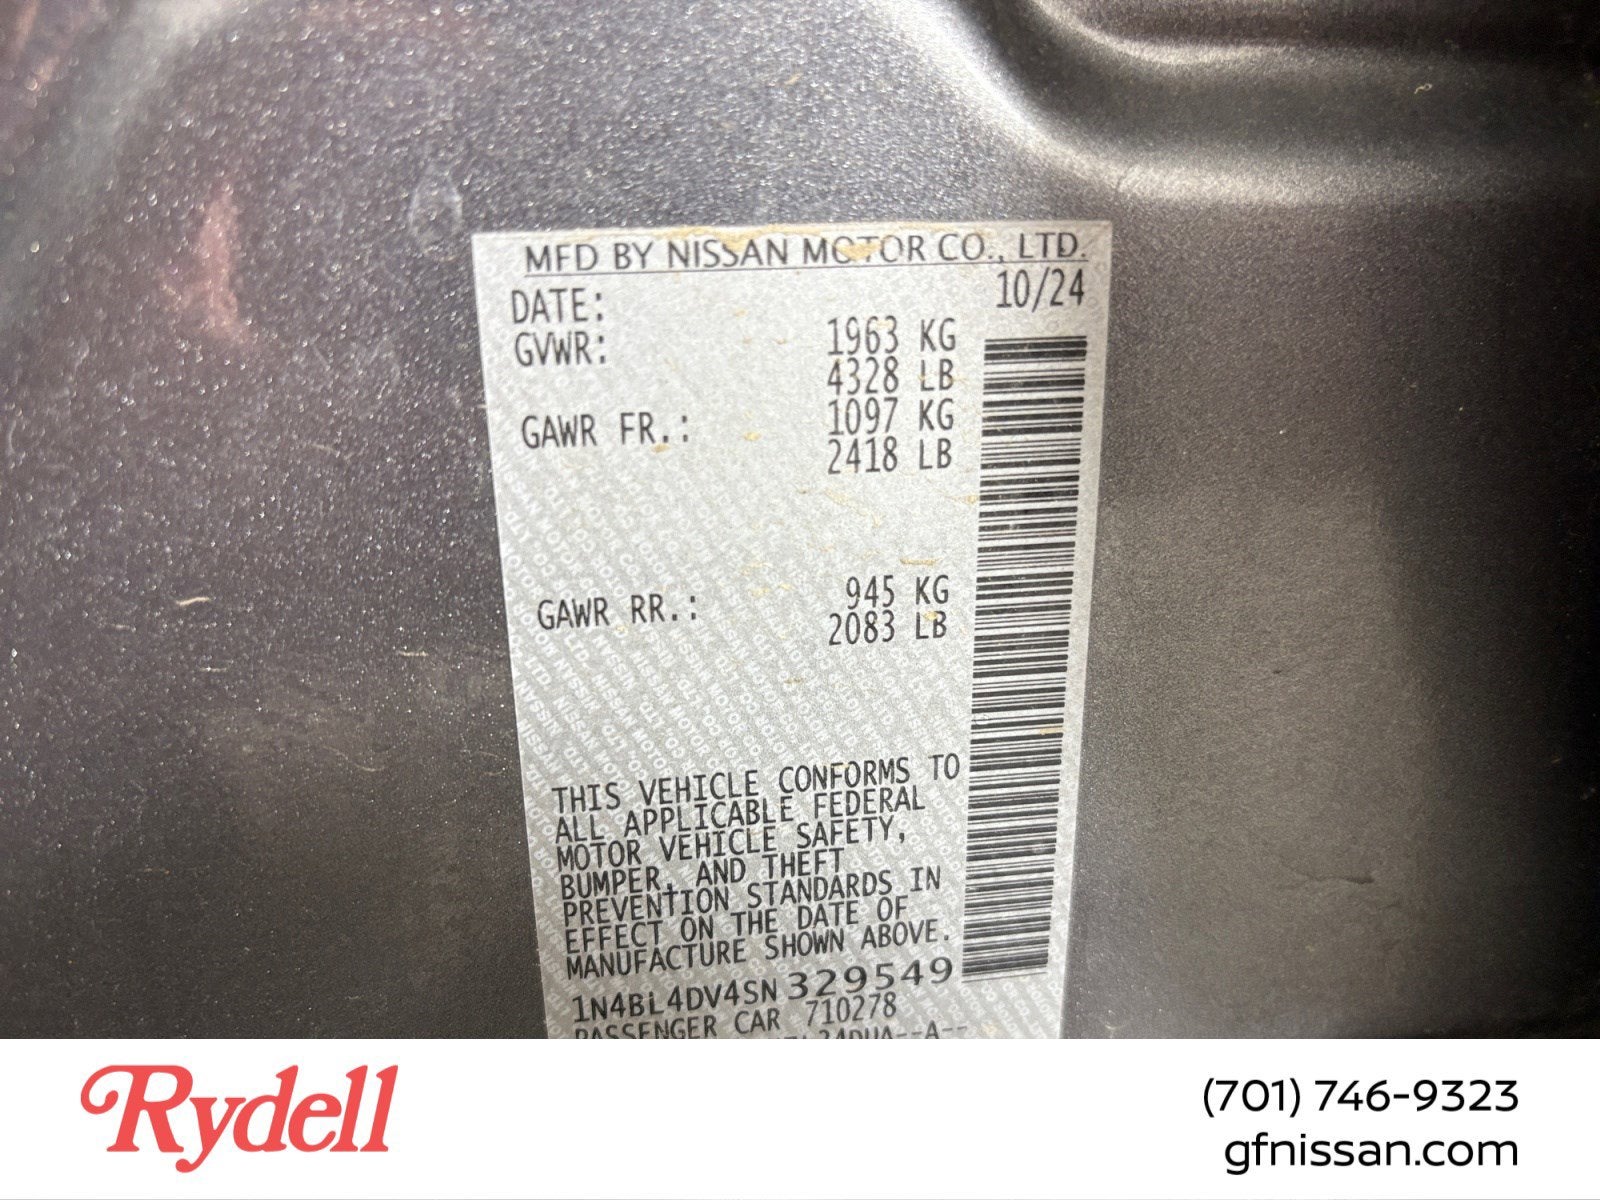 MFD BY NISSAN MOTOR CO., LTD.
DATE: 10/24
GVWR: 1963 KG
4328 LB
GAWR FR.: 1097 KG
2418 LB
GAWR RR.: 945 KG
2083 LB
THIS VEHICLE CONFORMS TO
ALL APPLICABLE FEDERAL
MOTOR VEHICLE SAFETY,
BUMPER, AND THEFT
PREVENTION STANDARDS IN
EFFECT ON THE DATE OF
MANUFACTURE SHOWN ABOVE.
1N4BL4DV4SN329549
PASSENGER CAR 710278
Rydell
(701) 746-9323
gfnissan.com